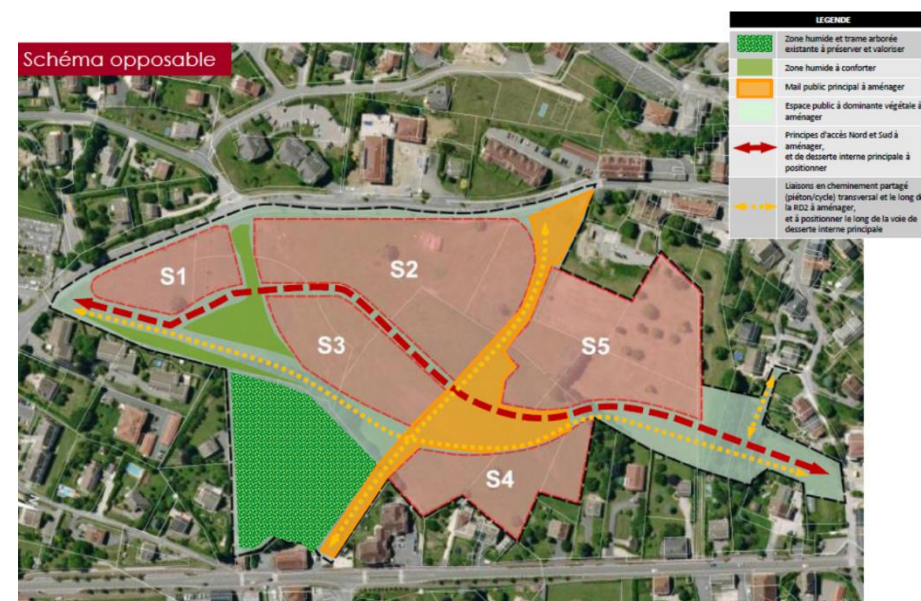 LEGENDE
Zone humide et trame arborée
existante à préserver et valoriser
Zone humide à conforter
Mail public principal à aménager
Espace public à dominante végétale à
aménager
Principes d'accès Nord et Sud à
aménager,
et de desserte interne principale à
positionner
Liaisons en cheminement partagé
(piéton/cycle) transversal et le long de
la RD2 à aménager,
et à positionner le long de la voie de
desserte interne principale
Schéma opposable
S1
S2
S3
S5
S4